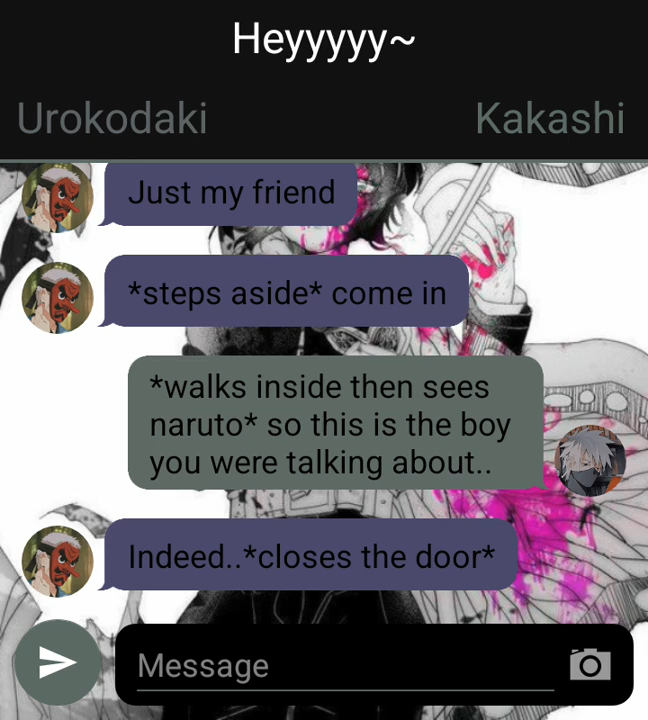 Heyyyyy~
Urokodaki
Kakashi
Just my friend
*steps aside* come in
*walks inside then sees
naruto* so this is the boy
you were talking about..
Indeed..*closes the door*
Message